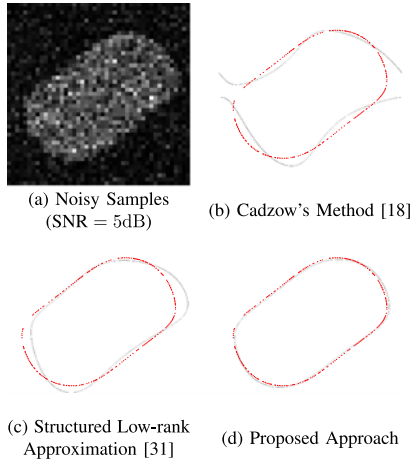 (a) Noisy Samples
(SNR = 5dB)
(b) Cadzow's Method [18]
(c) Structured Low-rank
Approximation [31]
(d) Proposed Approach